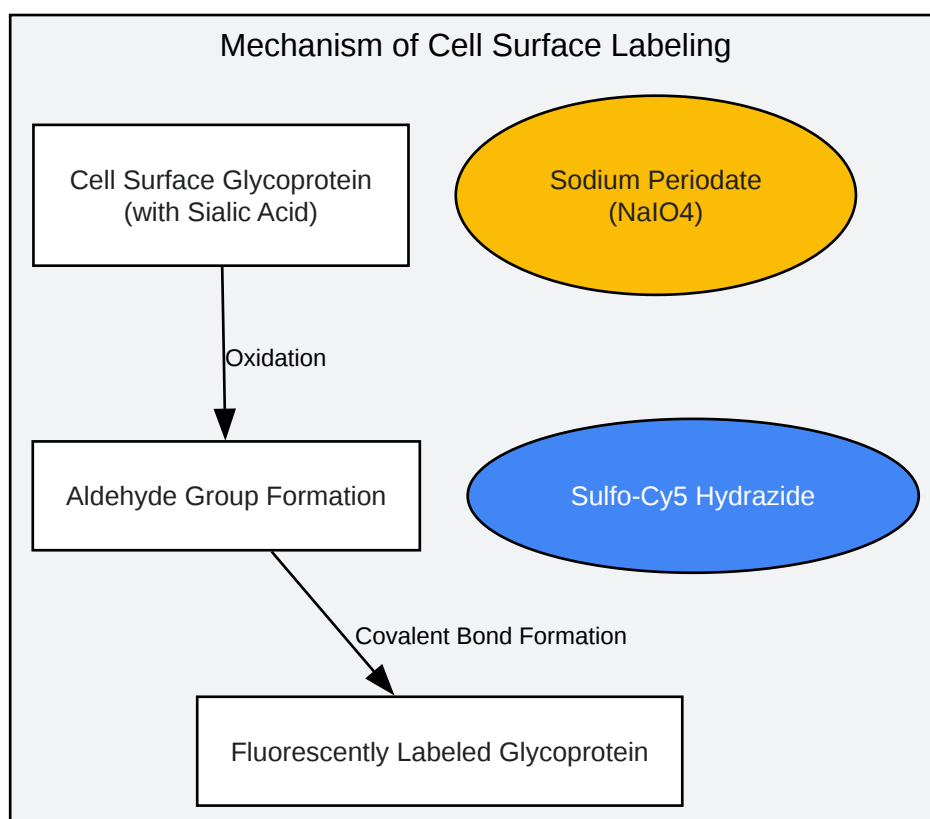 Mechanism of Cell Surface Labeling
Cell Surface Glycoprotein
(with Sialic Acid)
Sodium Periodate
(NaIO4)
Oxidation
Aldehyde Group Formation
Sulfo-Cy5 Hydrazide
Covalent Bond Formation
Fluorescently Labeled Glycoprotein